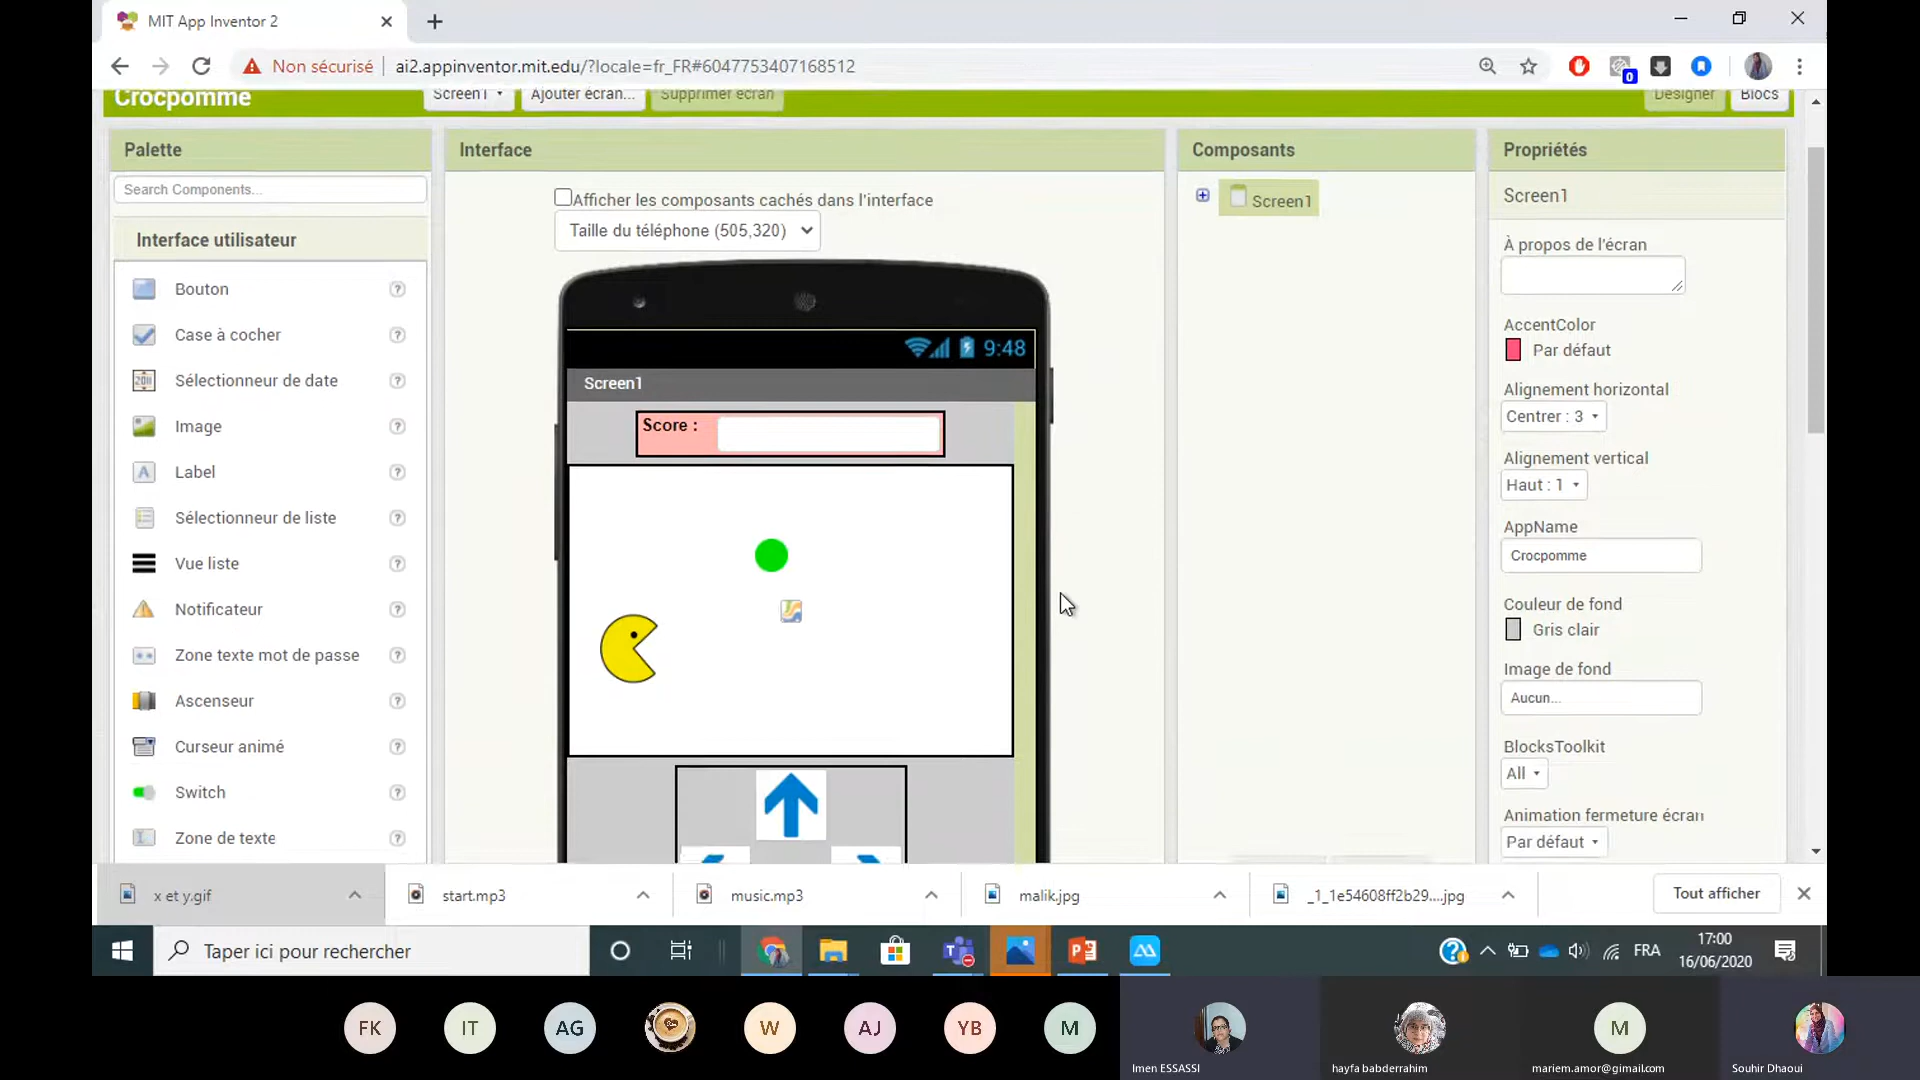 MIT App Inventor 2
Non sécurisé
ai2.appinventor.mit.edu/?locale=fr_FR#6047753407168512
0
Crocpomme
Screen1
Ajouter écran...
Supprimer écran
Designer
Blocs
Palette
Search Components...
Interface utilisateur
Bouton ?
Case à cocher ?
Sélectionneur de date ?
Image ?
Label ?
Sélectionneur de liste ?
Vue liste ?
Notificateur ?
Zone texte mot de passe ?
Ascenseur ?
Curseur animé ?
Switch ?
Zone de texte ?
Interface
Afficher les composants cachés dans l'interface
Taille du téléphone (505,320)
9:48
Screen1
Score :
Composants
Screen1
Propriétés
Screen1
À propos de l'écran
AccentColor
Par défaut
Alignement horizontal
Centrer : 3
Alignement vertical
Haut : 1
AppName
Crocpomme
Couleur de fond
Gris clair
Image de fond
Aucun...
BlocksToolkit
All
Animation fermeture écran
Par défaut
x et y.gif
start.mp3
music.mp3
malik.jpg
_1_1e54608ff2b29....jpg
Tout afficher
Taper ici pour rechercher
FRA
17:00
16/06/2020
FK
IT
AG
W
AJ
YB
M
M
Imen ESSASSI
hayfa babderrahim
mariem.amor@gimail.com
Souhir Dhaoui